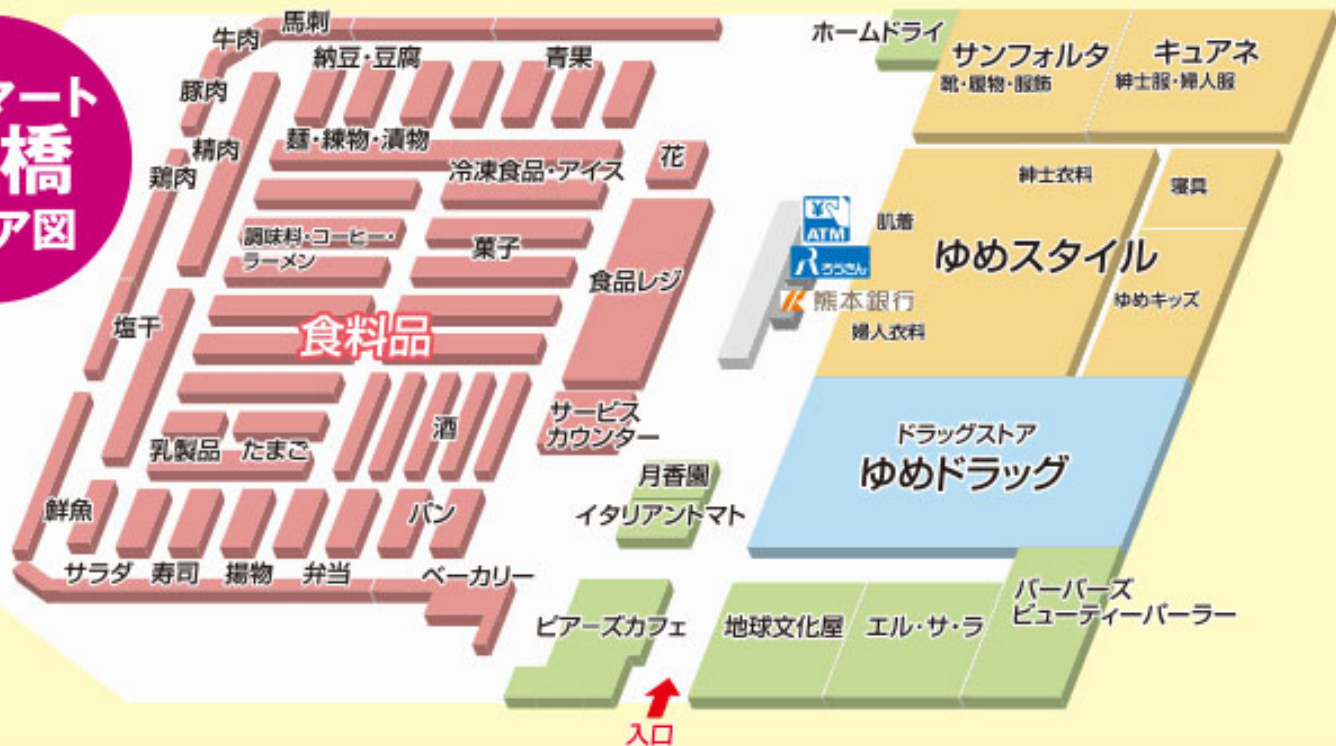 マート
橋
ア図
馬刺
牛肉
豚肉
鶏肉
精肉
納豆・豆腐
青果
麺・練物・漬物
冷凍食品・アイス
花
調味料・コーヒー・
ラーメン
菓子
食品レジ
塩干
食料品
乳製品
たまご
酒
サービス
カウンター
鮮魚
サラダ
寿司
揚物
弁当
パン
ベーカリー
月香園
イタリアントマト
ピアーズカフェ
入口
地球文化屋
エル・サ・ラ
バーバーズ
ビューティーパーラー
ドラッグストア
ゆめドラッグ
ホームドライ
サンフォルタ
靴・履物・服飾
キュアネ
紳士服・婦人服
紳士衣料
寝具
肌着
ゆめスタイル
ゆめキッズ
婦人衣料
ATM
ろうきん
熊本銀行